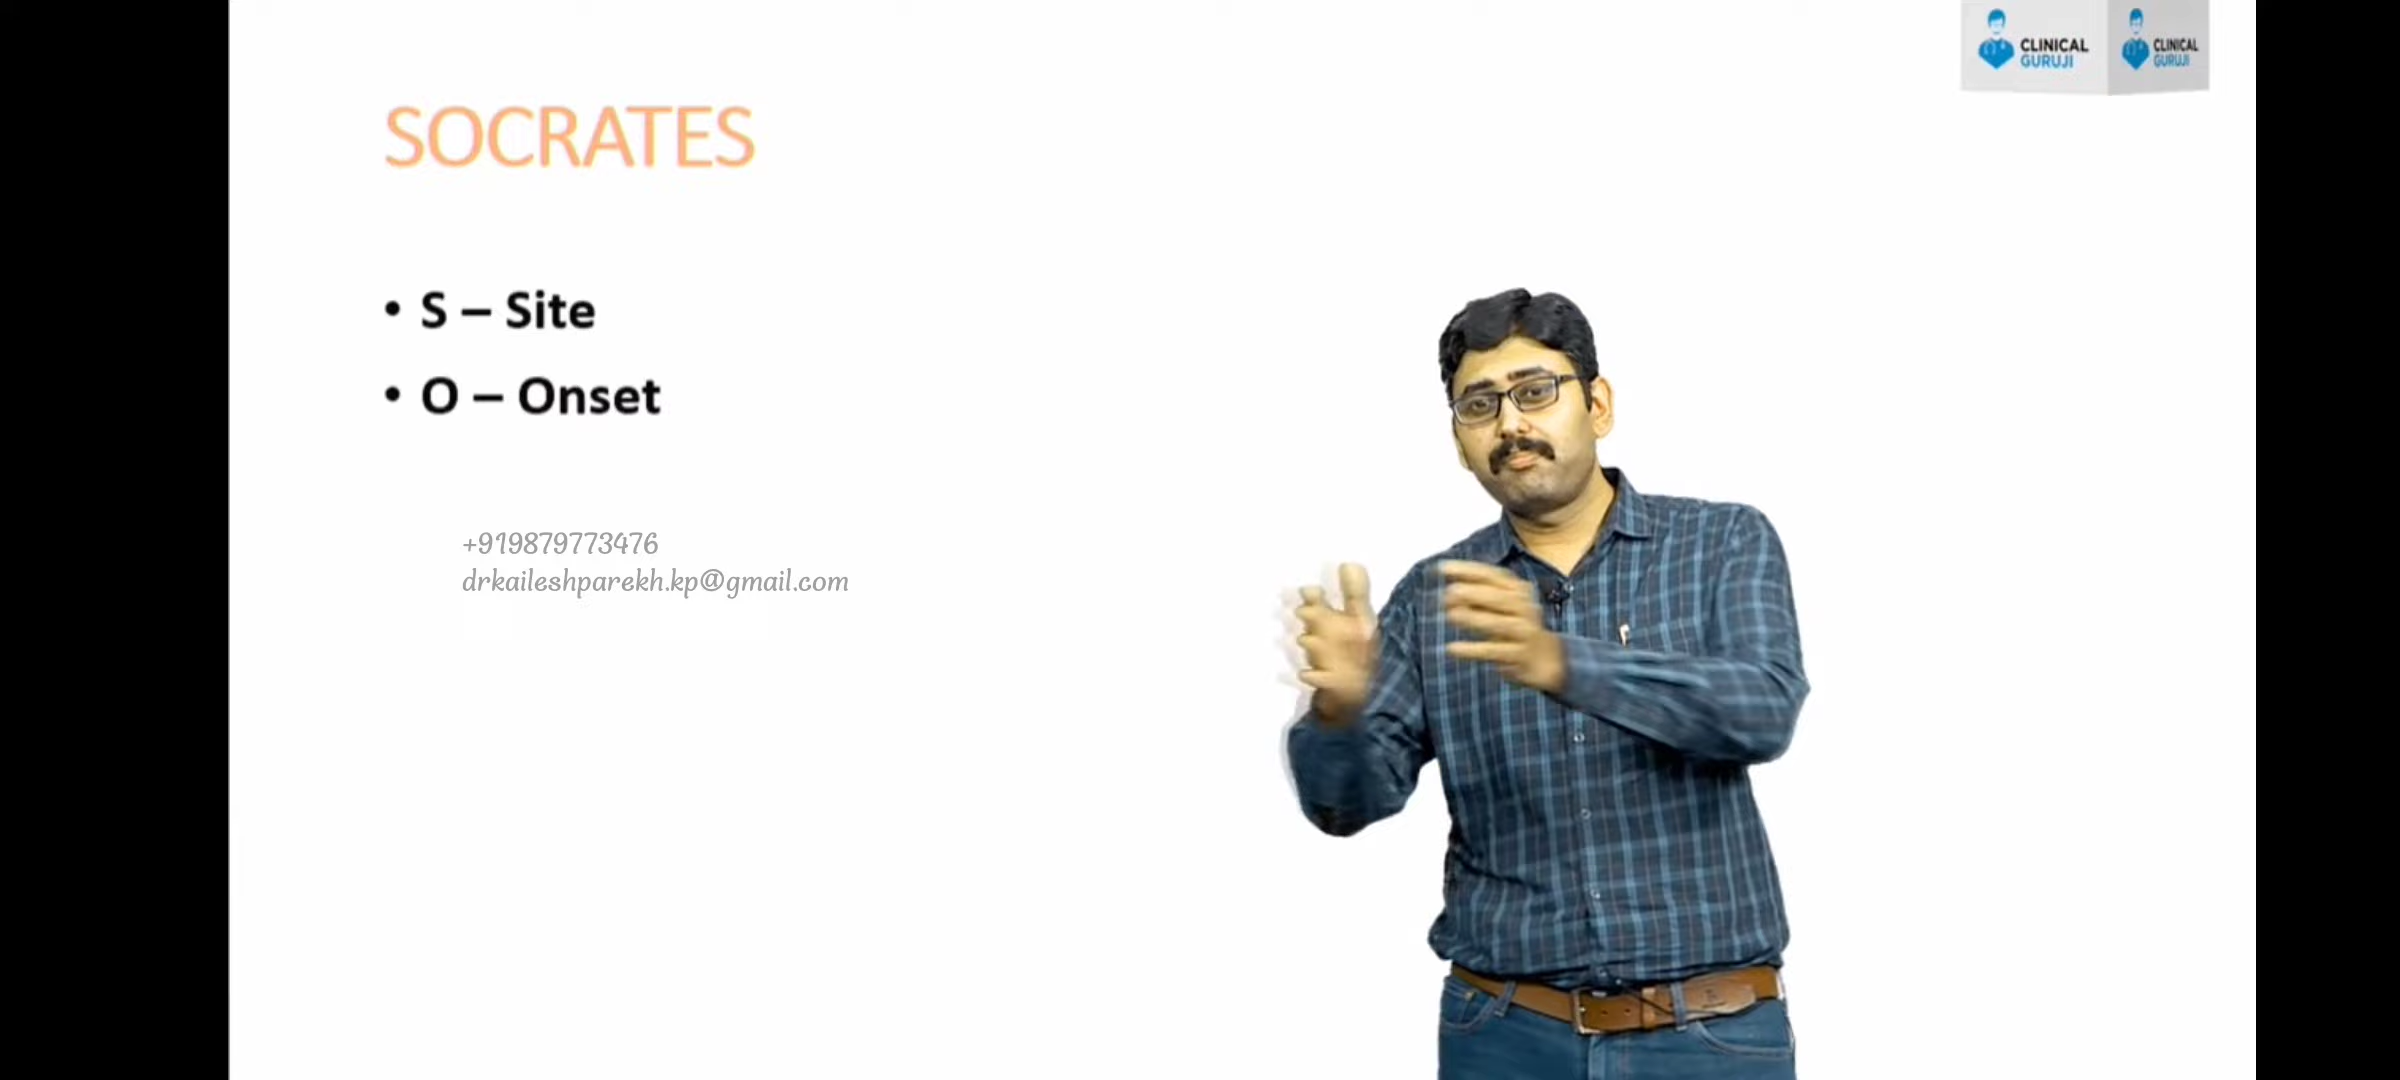 CLINICAL
GURUJI
CLINICAL
GURUJI
SOCRATES
• S – Site
• O – Onset
+919879773476
drkaileshparekh.kp@gmail.com